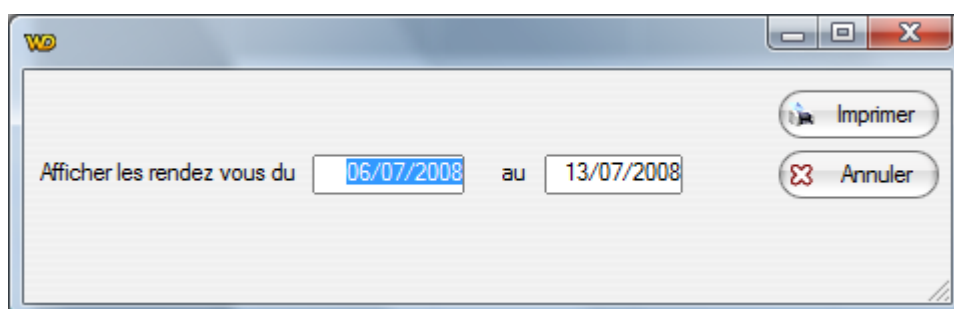 WD
Imprimer
Afficher les rendez vous du 06/07/2008 au 13/07/2008
Annuler